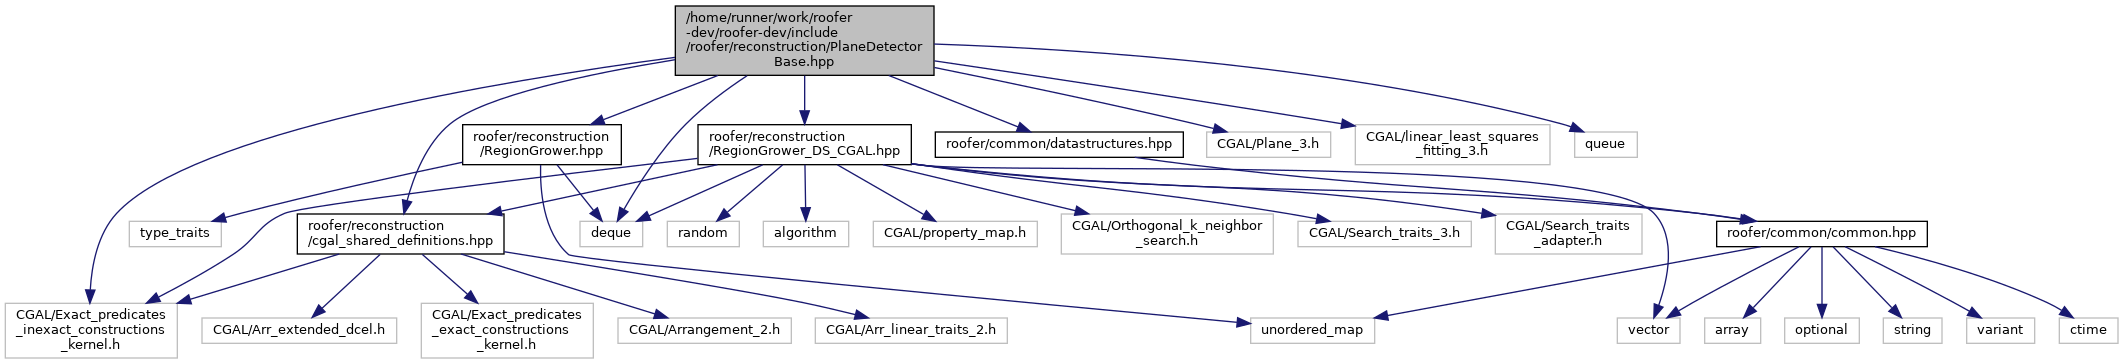 /home/runner/work/roofer
-dev/roofer-dev/include
/roofer/reconstruction/PlaneDetector
Base.hpp
roofer/reconstruction
/RegionGrower.hpp
roofer/reconstruction
/RegionGrower_DS_CGAL.hpp
roofer/common/datastructures.hpp
CGAL/Plane_3.h
CGAL/linear_least_squares
_fitting_3.h
queue
type_traits
roofer/reconstruction
/cgal_shared_definitions.hpp
deque
random
algorithm
CGAL/property_map.h
CGAL/Orthogonal_k_neighbor
_search.h
CGAL/Search_traits_3.h
CGAL/Search_traits
_adapter.h
roofer/common/common.hpp
CGAL/Exact_predicates
_inexact_constructions
_kernel.h
CGAL/Arr_extended_dcel.h
CGAL/Exact_predicates
_exact_constructions
_kernel.h
CGAL/Arrangement_2.h
CGAL/Arr_linear_traits_2.h
unordered_map
vector
array
optional
string
variant
ctime